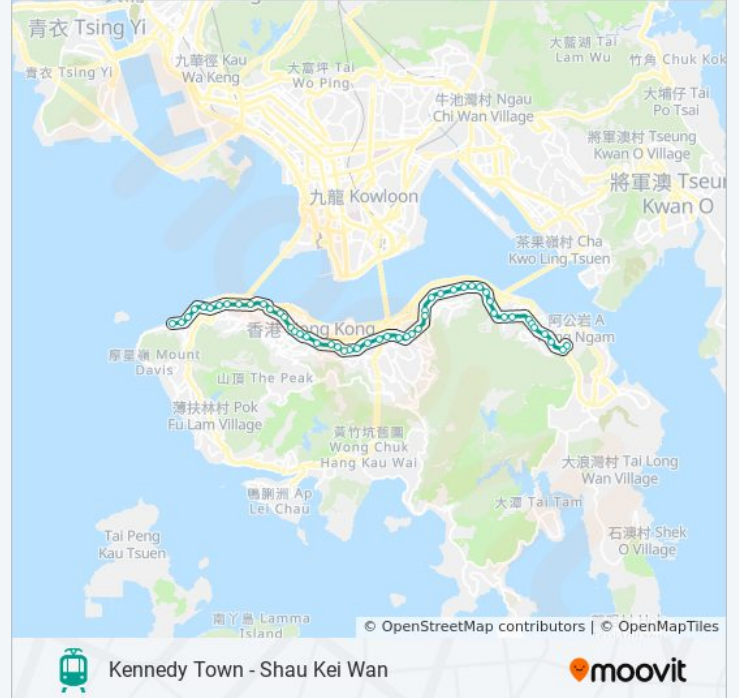 青衣 Tsing Yi
青衣 Tsing Yi
九華徑 Kau
Wa Keng
大富坪 Tai
Wo Ping
大藍湖 Tai
Lam Wu
竹角 Chuk Kok
牛池灣村 Ngau
Chi Wan Village
大埔仔 Tai
Po Tsai
將軍澳村 Tseung
Kwan O Village
將軍澳 Tseun
Kwan O
九龍 Kowloon
茶果嶺村 Cha
Kwo Ling Tsuen
香港 Hong Kong
阿公岩 A
Ngam
摩星嶺 Mount
Davis
山頂 The Peak
薄扶林村 Pok
Fu Lam Village
黃竹坑舊圍
Wong Chuk
Hang Kau Wai
大浪灣村 Tai Long
Wan Village
鴨脷洲 Ap
Lei Chau
大潭 Tai Tam
石澳村 Shek
O Village
Tai Peng
Kau Tsuen
南丫島 Lamma
Island
© OpenStreetMap contributors | © OpenMapTiles
Kennedy Town - Shau Kei Wan
moovit